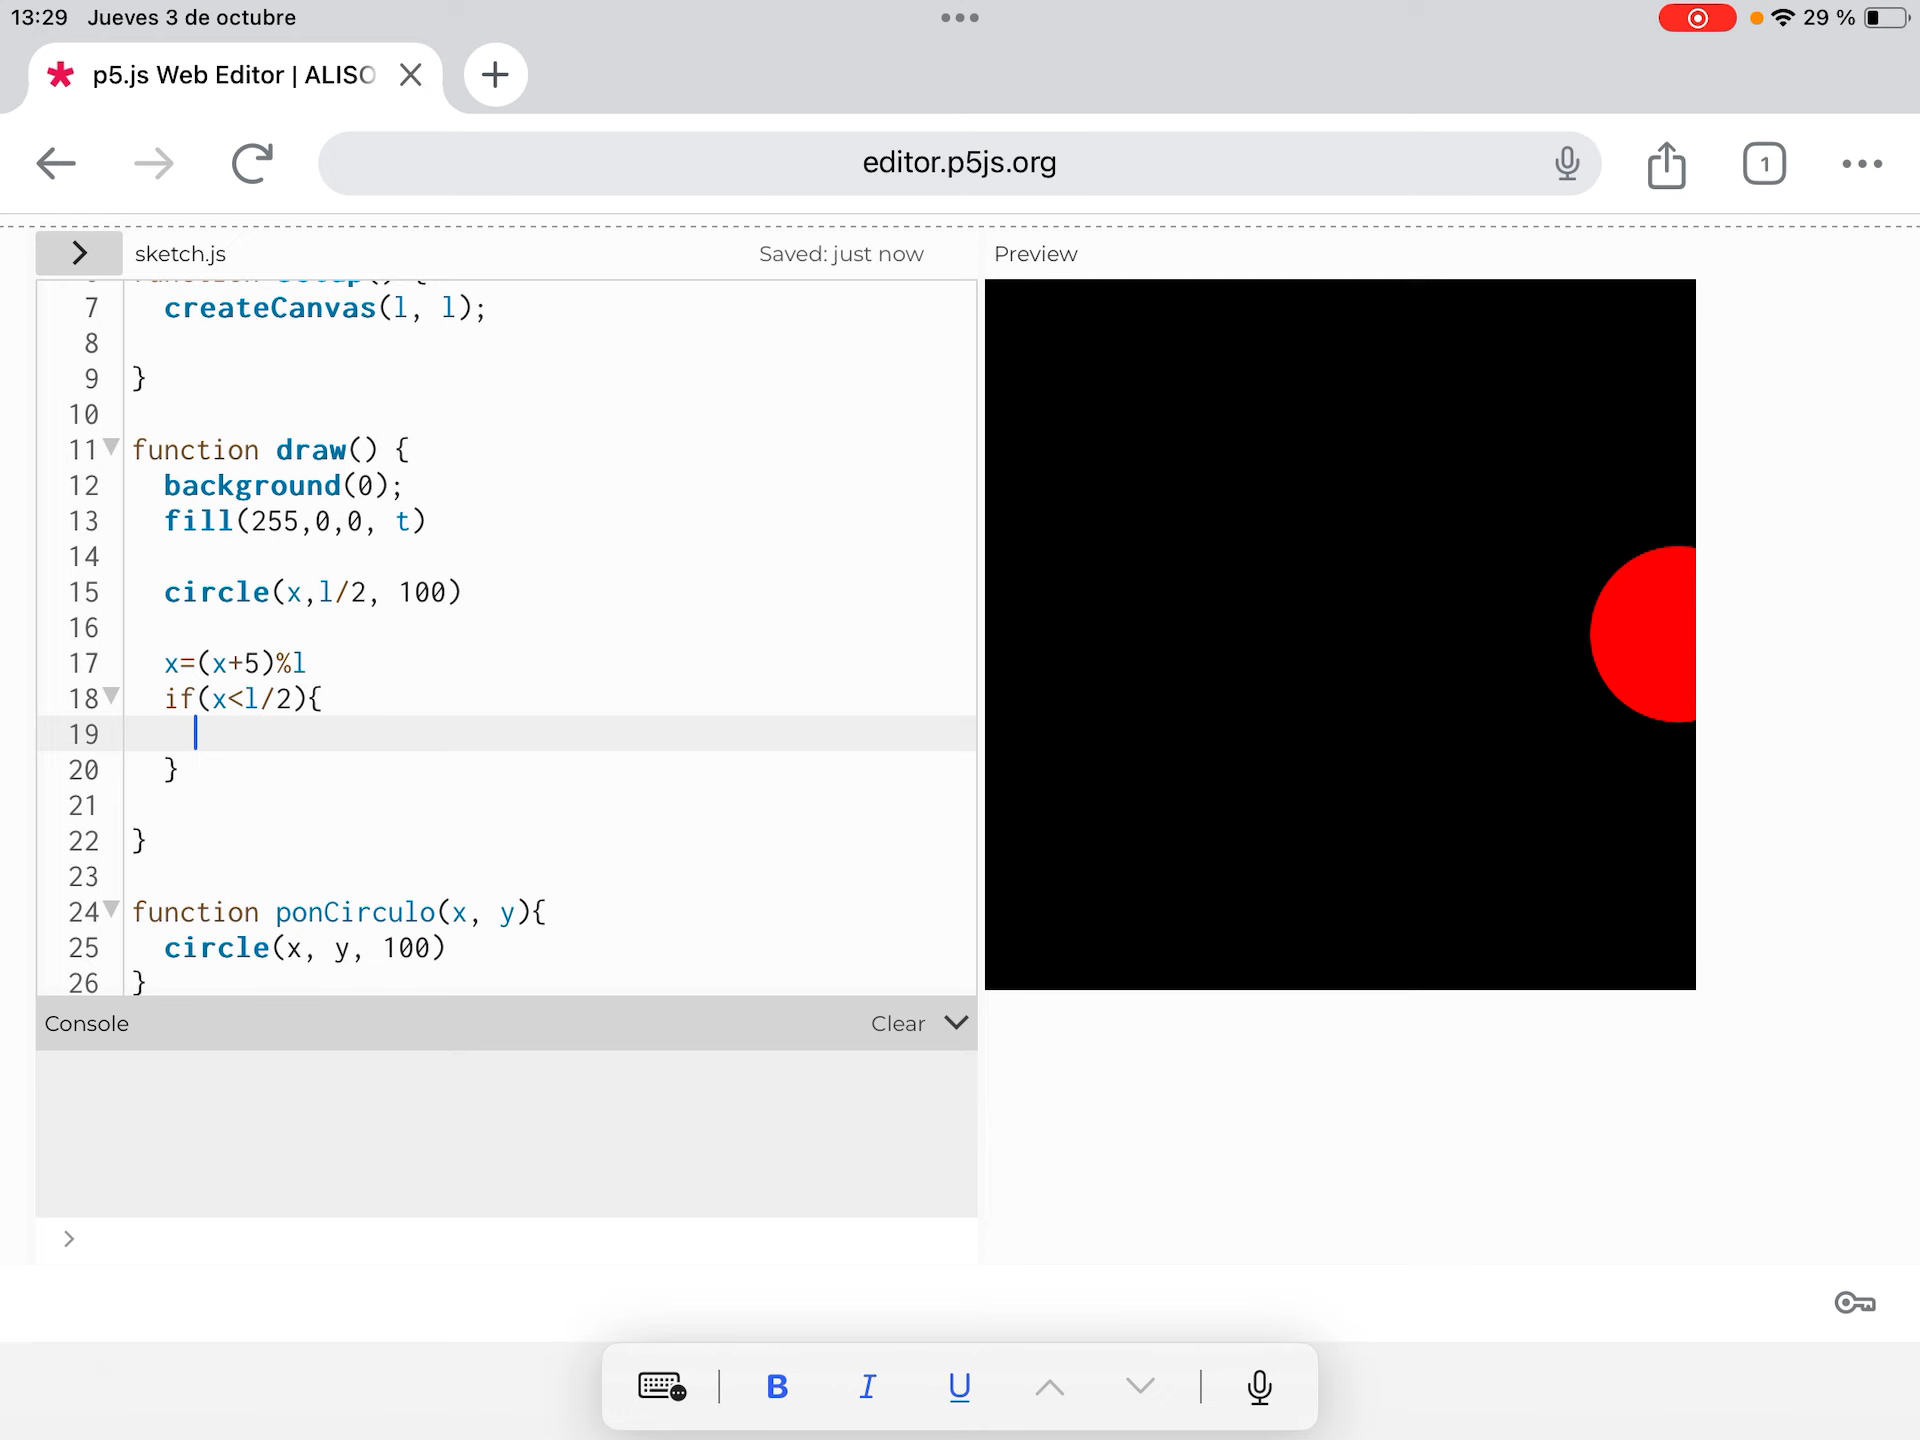 13:29 Jueves 3 de octubre
29 %
p5.js Web Editor | ALISO
editor.p5js.org
1
sketch.js
Saved: just now
Preview
7 createCanvas(l, l);
8
9 }
10
11 function draw() {
12 background(0);
13 fill(255,0,0, t)
14
15 circle(x,l/2, 100)
16
17 x=(x+5)%l
18 if(x<l/2){
19
20 }
21
22 }
23
24 function ponCirculo(x, y){
25 circle(x, y, 100)
26 }
Console
Clear
B I U